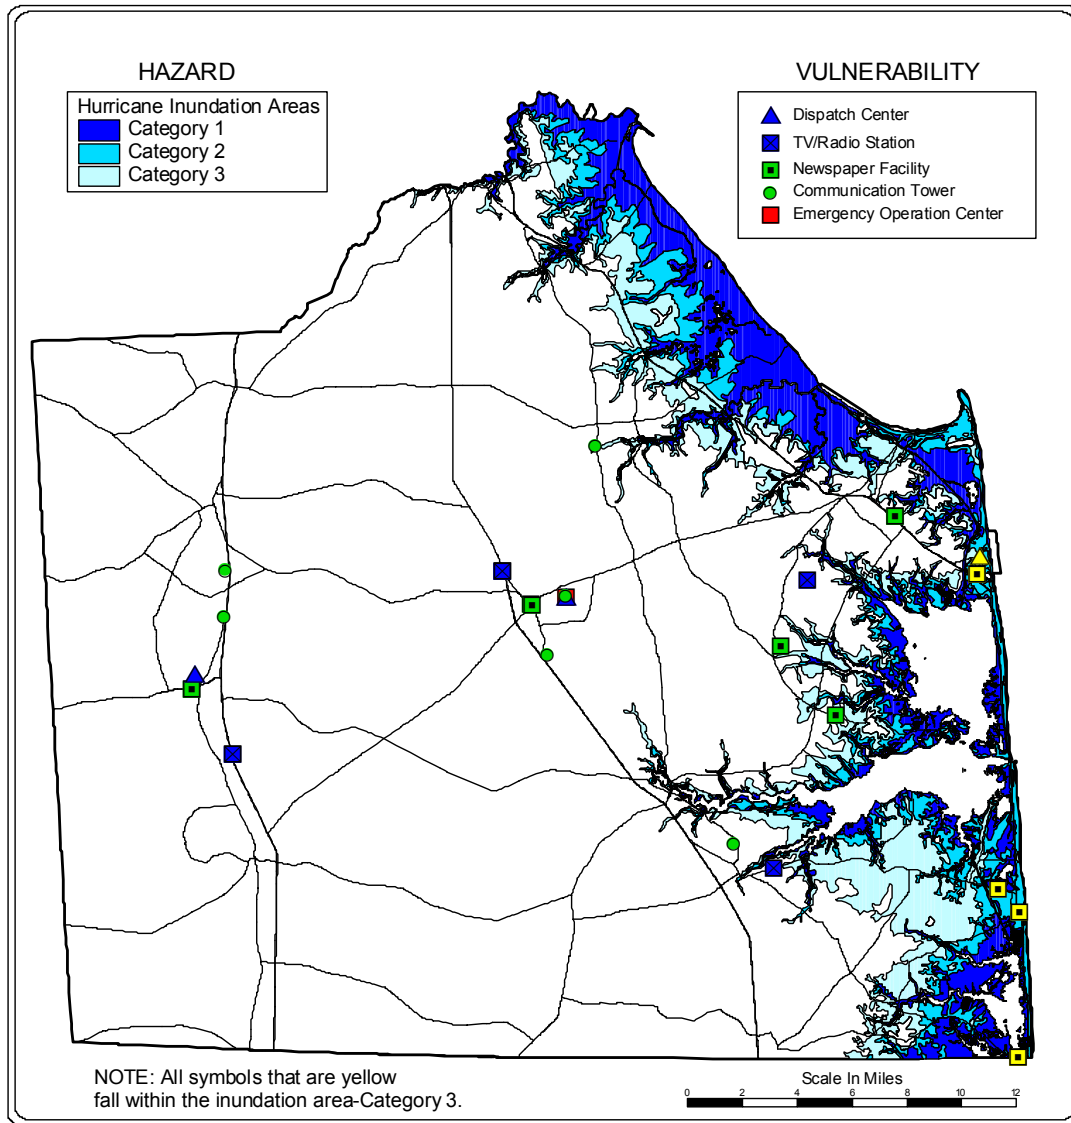 HAZARD
Hurricane Inundation Areas
Category 1
Category 2
Category 3
VULNERABILITY
Dispatch Center
TV/Radio Station
Newspaper Facility
Communication Tower
Emergency Operation Center
NOTE: All symbols that are yellow
fall within the inundation area-Category 3.
Scale In Miles
0 2 4 6 8 10 12